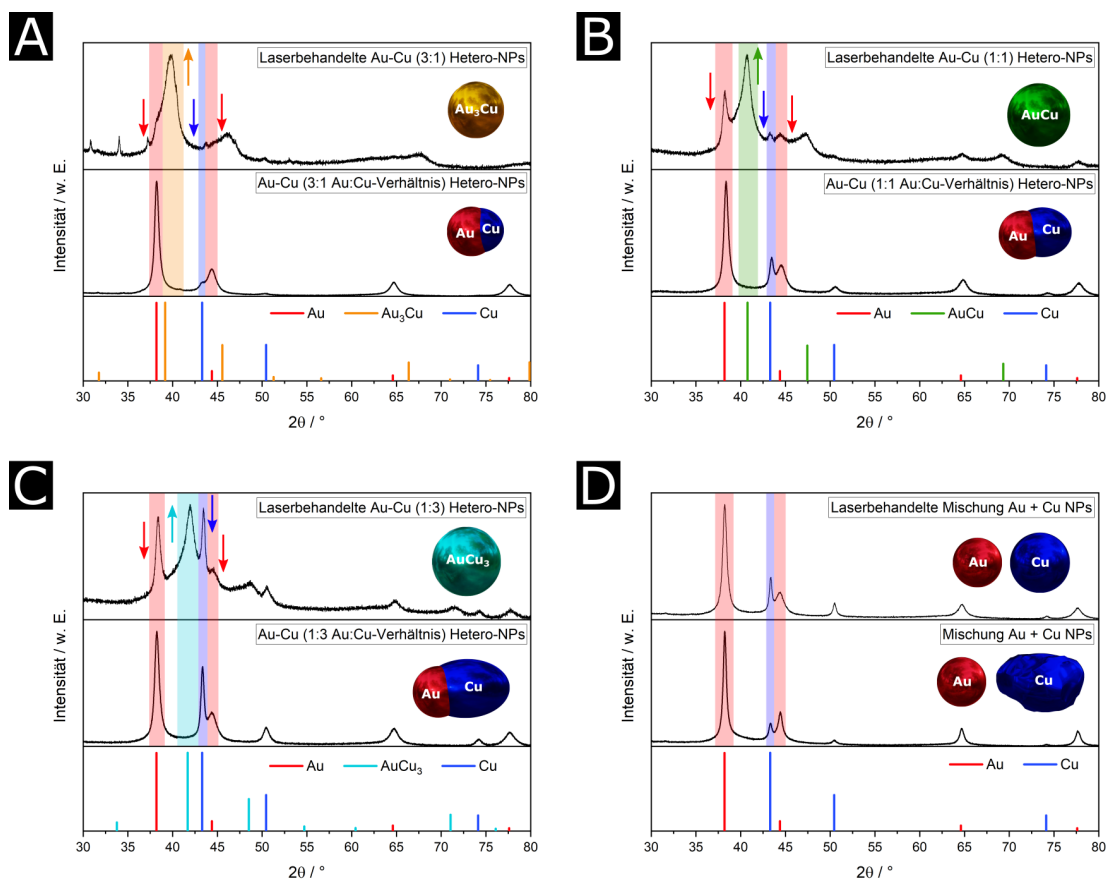 A
Laserbehandelte Au-Cu (3:1) Hetero-NPs
Au₃Cu
Au-Cu (3:1 Au:Cu-Verhältnis) Hetero-NPs
Au Cu
Intensität / w. E.
Au Au₃Cu Cu
30 35 40 45 50 55 60 65 70 75 80
2θ / °
B
Laserbehandelte Au-Cu (1:1) Hetero-NPs
AuCu
Au-Cu (1:1 Au:Cu-Verhältnis) Hetero-NPs
Au Cu
Intensität / w. E.
Au AuCu Cu
30 35 40 45 50 55 60 65 70 75 80
2θ / °
C
Laserbehandelte Au-Cu (1:3) Hetero-NPs
AuCu₃
Au-Cu (1:3 Au:Cu-Verhältnis) Hetero-NPs
Au Cu
Intensität / w. E.
Au AuCu₃ Cu
30 35 40 45 50 55 60 65 70 75 80
2θ / °
D
Laserbehandelte Mischung Au + Cu NPs
Au Cu
Mischung Au + Cu NPs
Au Cu
Intensität / w. E.
Au Cu
30 35 40 45 50 55 60 65 70 75 80
2θ / °